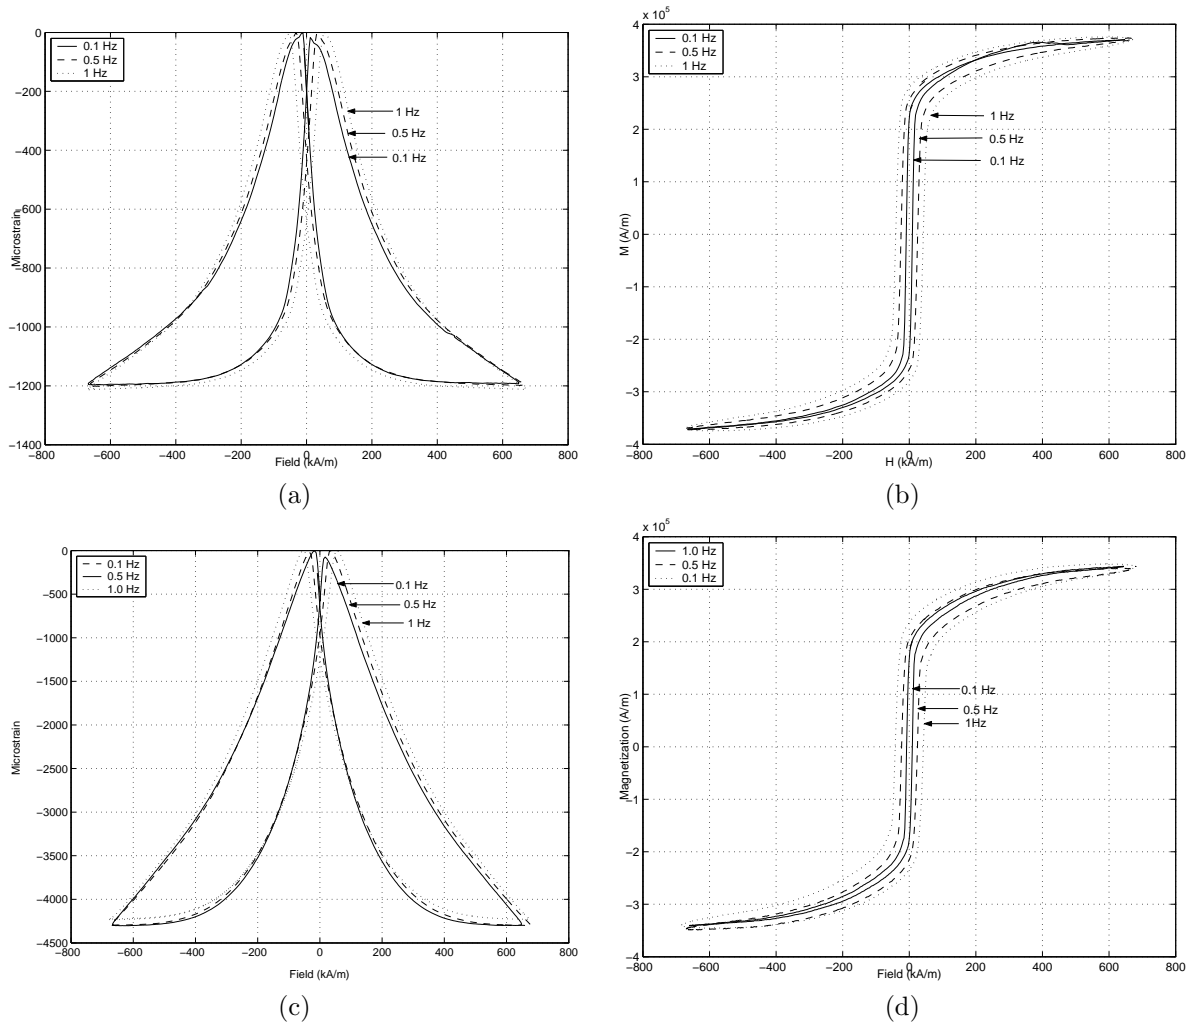 0.1 Hz
0.5 Hz
1 Hz
0
−200
−400
−600
−800
−1000
−1200
−1400
Microstrain
1 Hz
0.5 Hz
0.1 Hz
−800 −600 −400 −200 0 200 400 600 800
Field (kA/m)
(a)
x 10^5
0.1 Hz
0.5 Hz
1 Hz
4
3
2
1
0
−1
−2
−3
−4
M (A/m)
1 Hz
0.5 Hz
0.1 Hz
−800 −600 −400 −200 0 200 400 600 800
H (kA/m)
(b)
0.1 Hz
0.5 Hz
1.0 Hz
0
−500
−1000
−1500
−2000
−2500
−3000
−3500
−4000
−4500
Microstrain
0.1 Hz
0.5 Hz
1 Hz
−800 −600 −400 −200 0 200 400 600 800
Field (kA/m)
(c)
x 10^5
1.0 Hz
0.5 Hz
0.1 Hz
4
3
2
1
0
−1
−2
−3
−4
Magnetization (A/m)
0.1 Hz
0.5 Hz
1Hz
−800 −600 −400 −200 0 200 400 600 800
Field (kA/m)
(d)